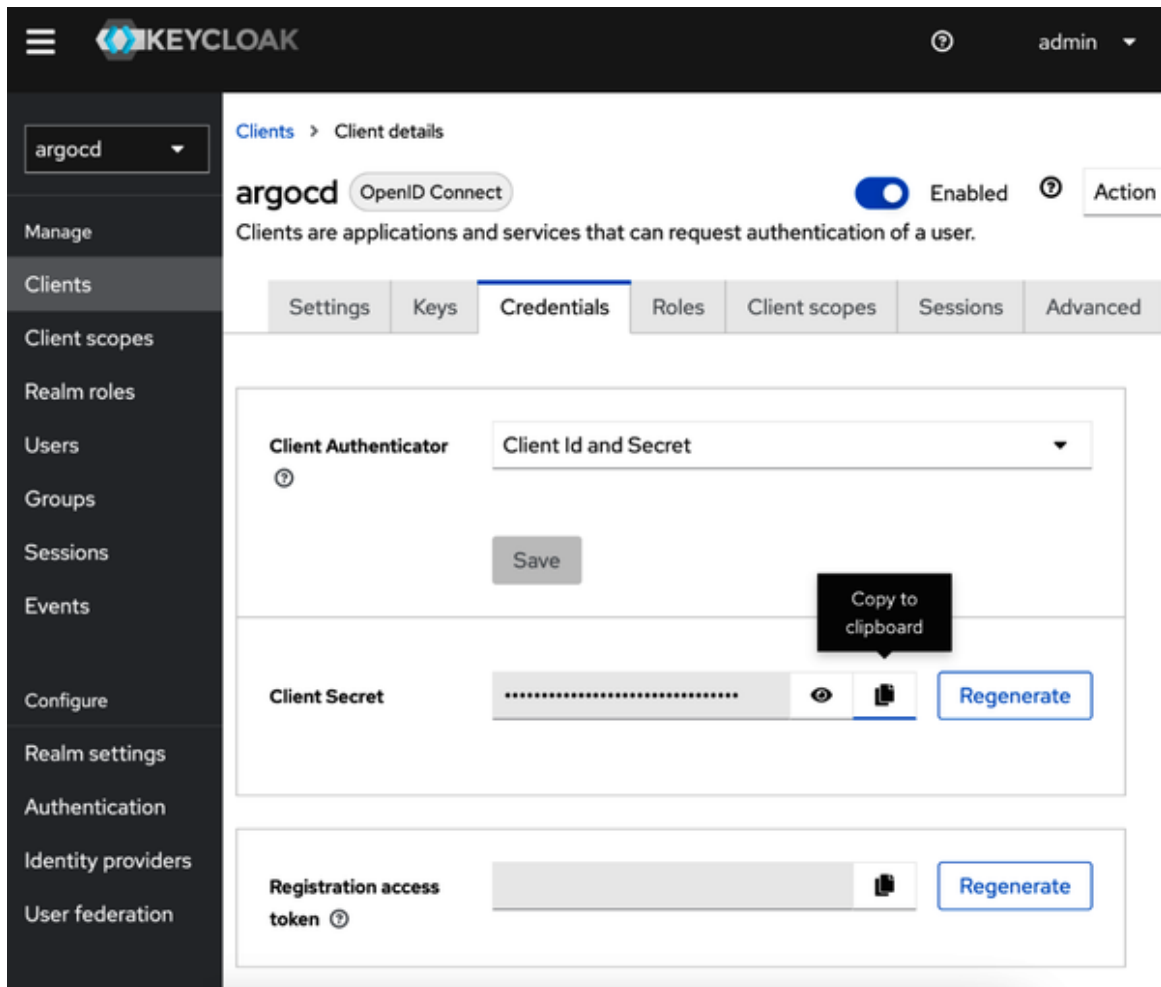 KEYCLOAK
admin
argocd
Manage
Clients
Client scopes
Realm roles
Users
Groups
Sessions
Events
Configure
Realm settings
Authentication
Identity providers
User federation
Clients > Client details
argocd OpenID Connect
Enabled
Action
Clients are applications and services that can request authentication of a user.
Settings Keys Credentials Roles Client scopes Sessions Advanced
Client Authenticator
Client Id and Secret
Save
Copy to
clipboard
Client Secret
•••••••••••••••••••••••••••••••• Regenerate
Registration access
token
Regenerate